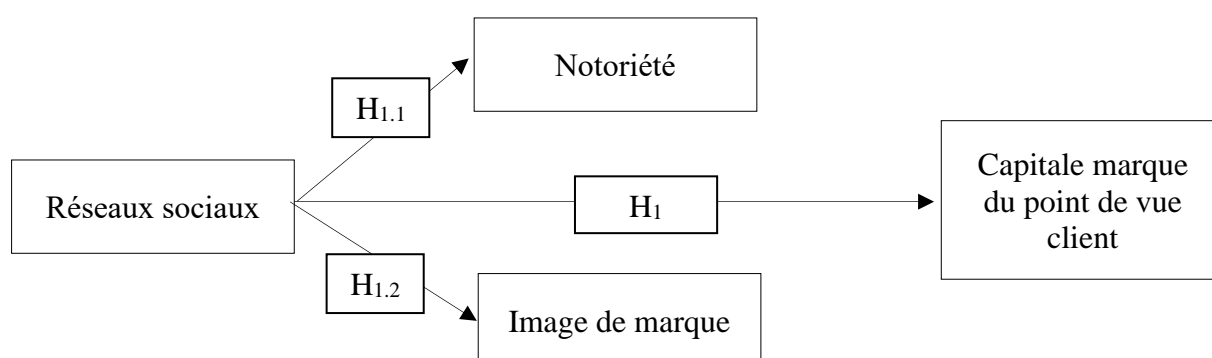 Notoriété
H1.1
Réseaux sociaux
H1
Capitale marque
du point de vue
client
H1.2
Image de marque